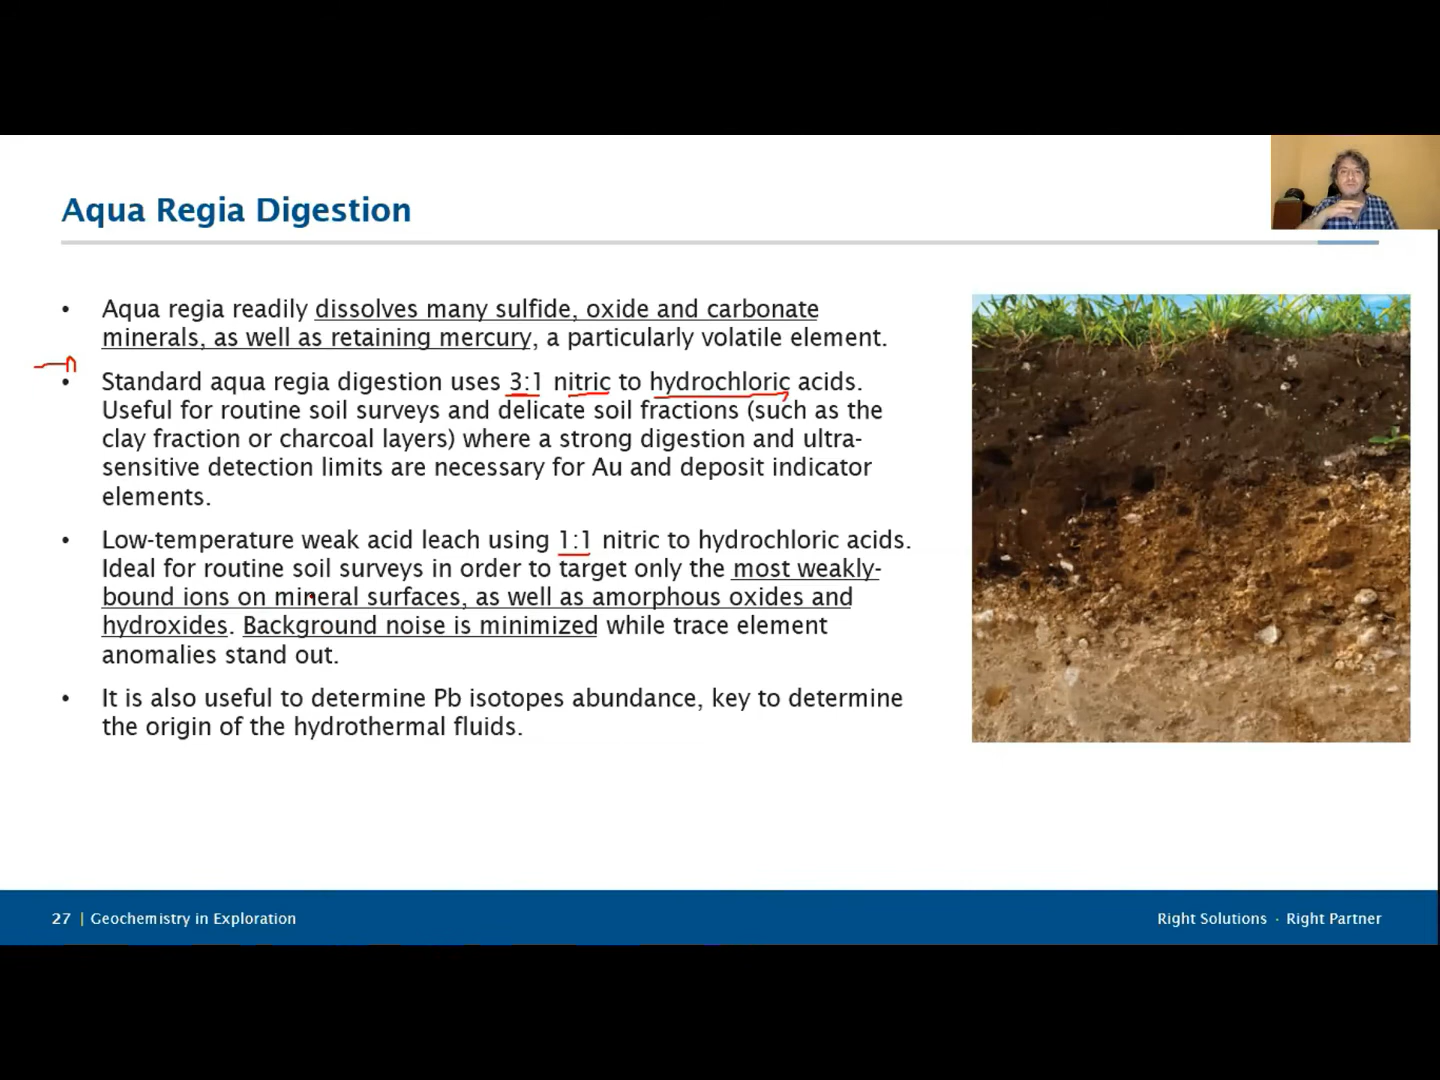 Aqua Regia Digestion
• Aqua regia readily dissolves many sulfide, oxide and carbonate
minerals, as well as retaining mercury, a particularly volatile element.
• Standard aqua regia digestion uses 3:1 nitric to hydrochloric acids.
Useful for routine soil surveys and delicate soil fractions (such as the
clay fraction or charcoal layers) where a strong digestion and ultra-
sensitive detection limits are necessary for Au and deposit indicator
elements.
• Low-temperature weak acid leach using 1:1 nitric to hydrochloric acids.
Ideal for routine soil surveys in order to target only the most weakly-
bound ions on mineral surfaces, as well as amorphous oxides and
hydroxides. Background noise is minimized while trace element
anomalies stand out.
• It is also useful to determine Pb isotopes abundance, key to determine
the origin of the hydrothermal fluids.
27 | Geochemistry in Exploration
Right Solutions · Right Partner